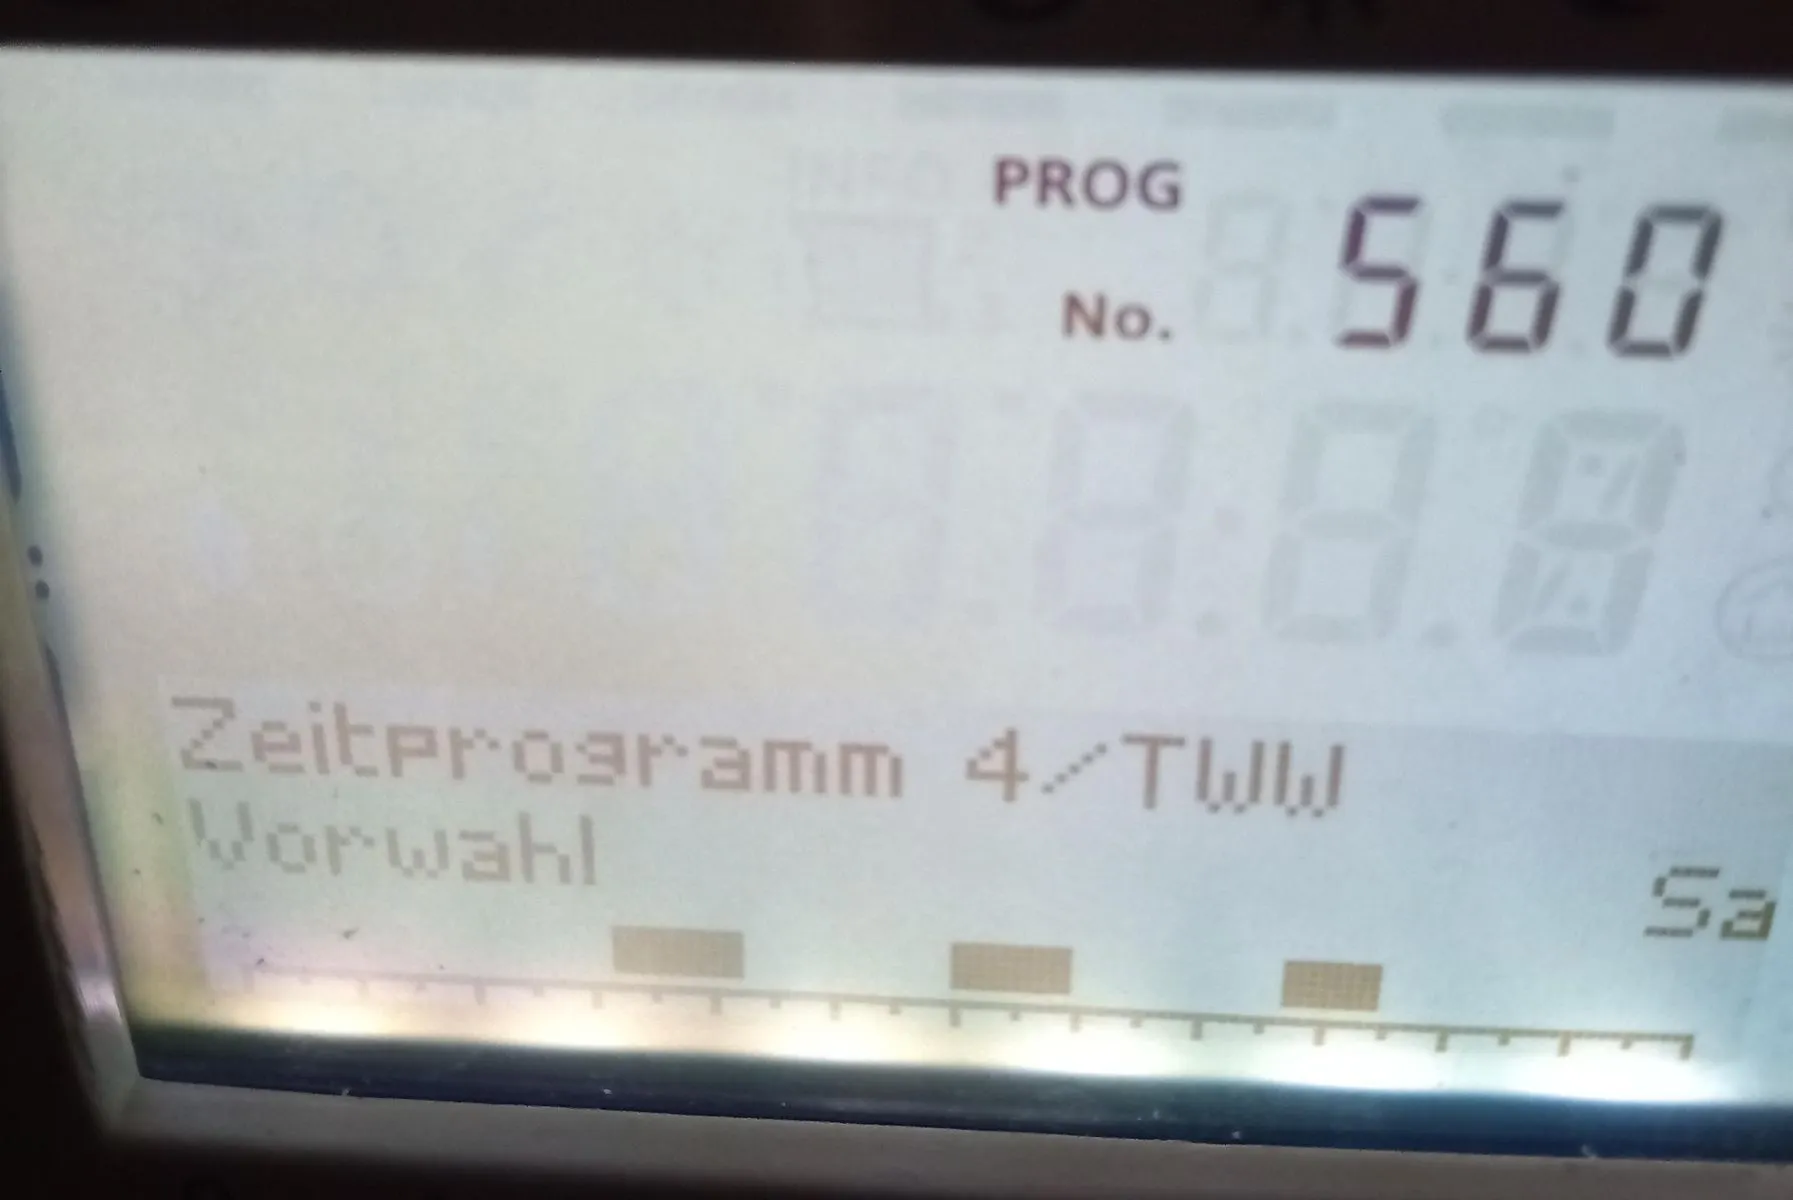 PROG
No. 560
Zeitprogramm 4/TWW
Vorwahl
Sa